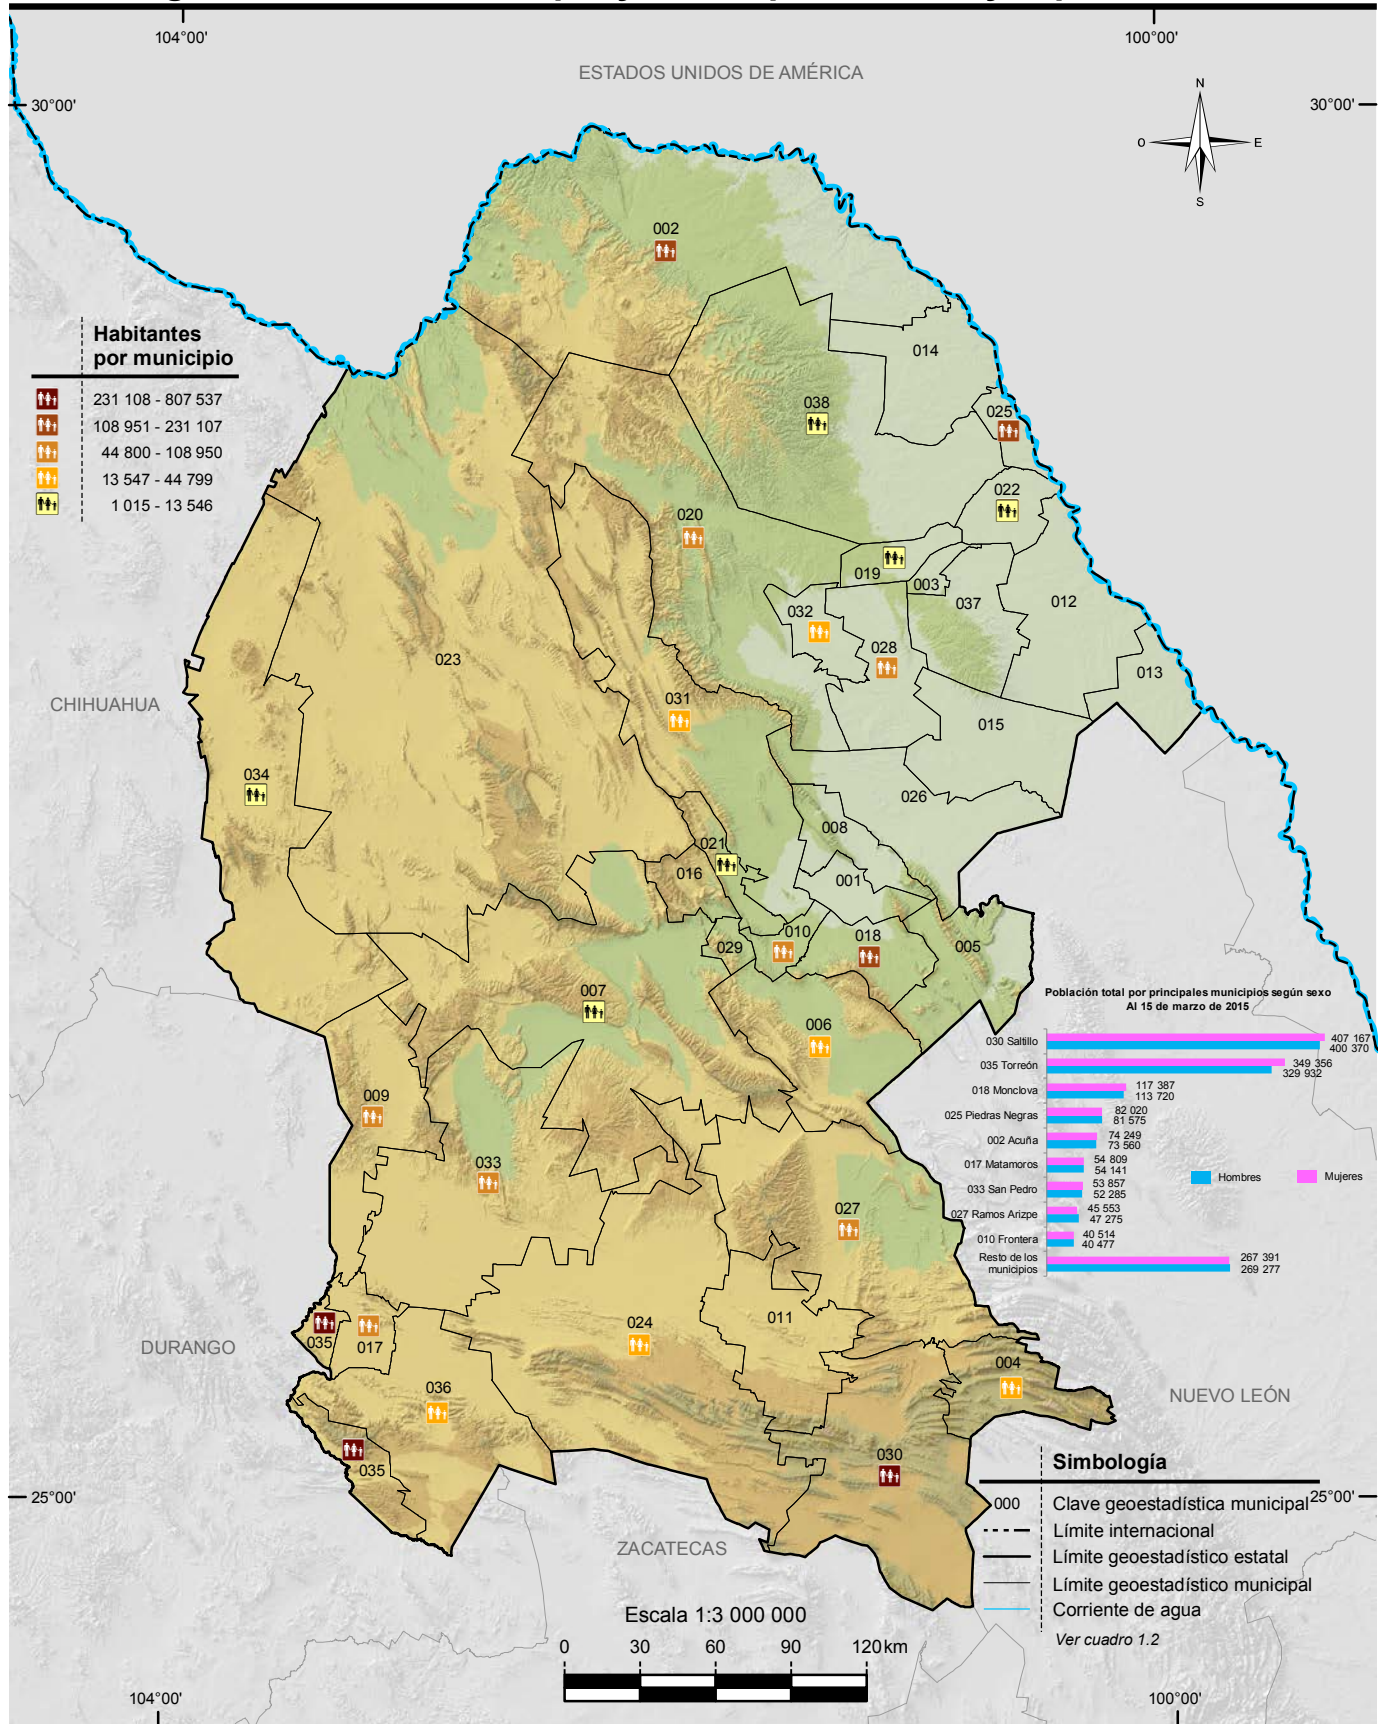 104°00'
100°00'
ESTADOS UNIDOS DE AMÉRICA
30°00'
30°00'
N
O
E
S
002
Habitantes
por municipio
231 108 - 807 537
108 951 - 231 107
44 800 - 108 950
13 547 - 44 799
1 015 - 13 546
014
038
025
022
020
019
003
037
012
032
028
023
013
CHIHUAHUA
031
015
034
026
008
021
016
001
010
018
029
005
007
006
Población total por principales municipios según sexo
Al 15 de marzo de 2015
030 Saltillo
407 167
400 370
035 Torreón
349 356
329 932
018 Monclova
117 387
113 720
025 Piedras Negras
82 020
81 575
002 Acuña
74 249
73 560
017 Matamoros
54 809
54 141
033 San Pedro
53 857
52 285
027 Ramos Arizpe
45 553
47 275
010 Frontera
40 514
40 477
Resto de los
municipios
267 391
269 277
Hombres
Mujeres
009
033
027
011
024
035
017
DURANGO
004
036
NUEVO LEÓN
030
035
Simbología
000
Clave geoestadística municipal
Límite internacional
Límite geoestadístico estatal
Límite geoestadístico municipal
Corriente de agua
Ver cuadro 1.2
25°00'
25°00'
ZACATECAS
Escala 1:3 000 000
0 30 60 90 120 km
104°00'
100°00'